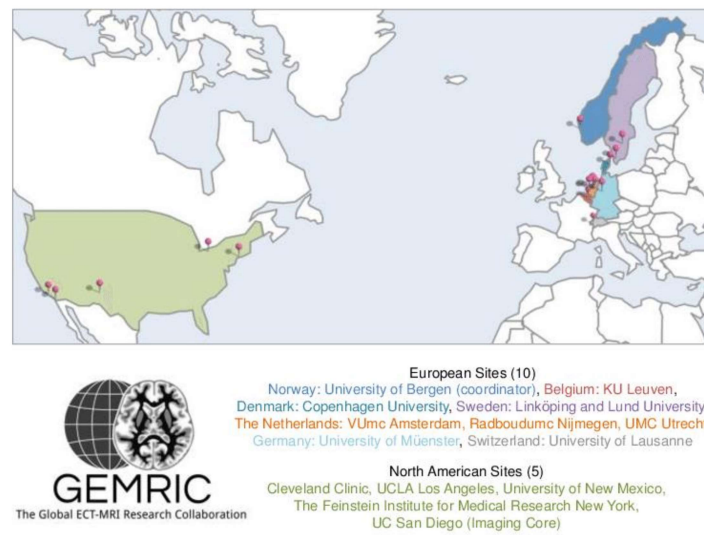 European Sites (10)
Norway: University of Bergen (coordinator), Belgium: KU Leuven,
Denmark: Copenhagen University, Sweden: Linköping and Lund University
The Netherlands: VUmc Amsterdam, Radboudumc Nijmegen, UMC Utrecht
Germany: University of Müenster, Switzerland: University of Lausanne
North American Sites (5)
Cleveland Clinic, UCLA Los Angeles, University of New Mexico,
The Feinstein Institute for Medical Research New York,
UC San Diego (Imaging Core)
GEMRIC
The Global ECT-MRI Research Collaboration